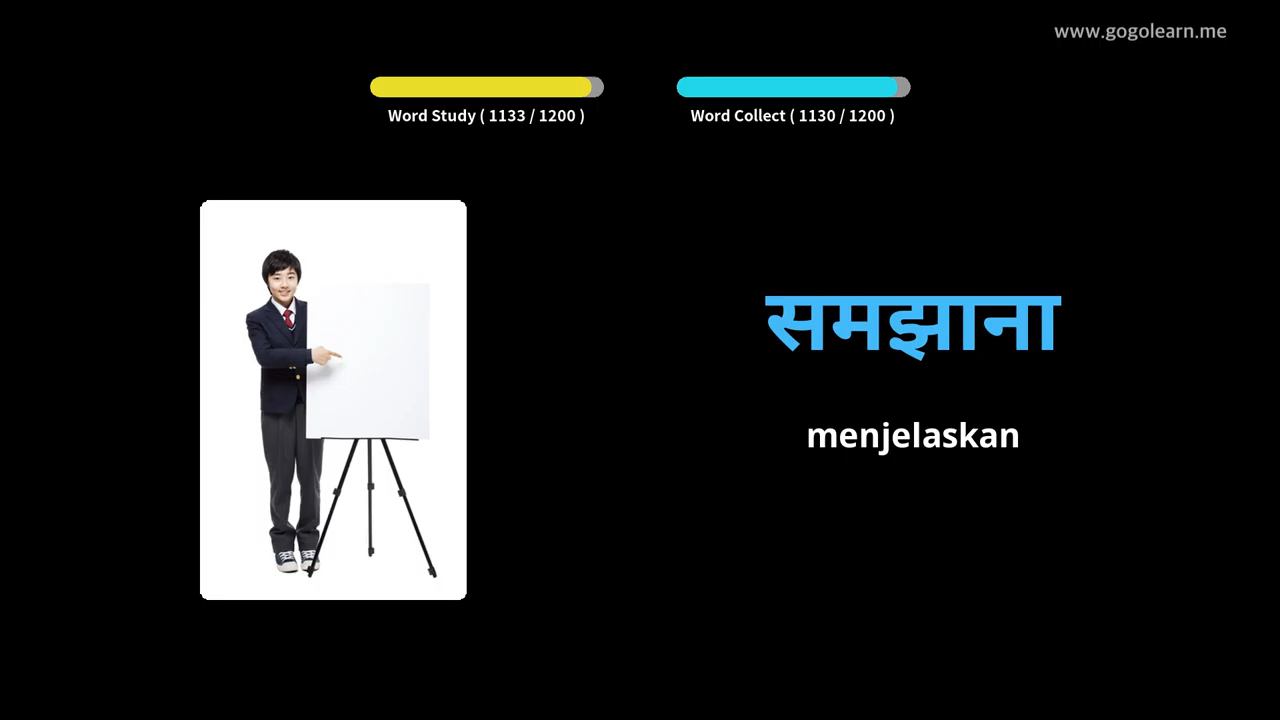 www.gogolearn.me
Word Study ( 1133 / 1200 )
Word Collect ( 1130 / 1200 )
समझाना
menjelaskan